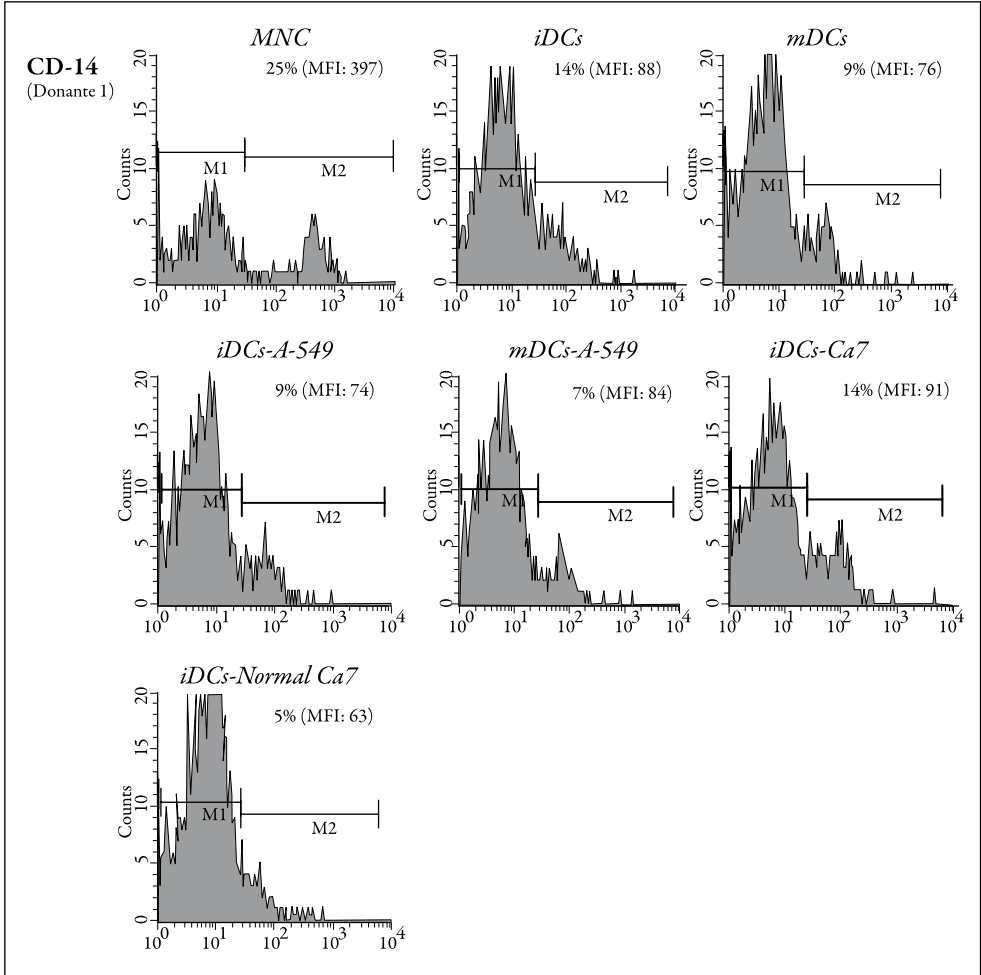 CD-14
(Donante 1)
MNC
25% (MFI: 397)
Counts
0 5 10 15 20
M1
M2
10^0 10^1 10^2 10^3 10^4
iDCs
14% (MFI: 88)
Counts
0 5 10 15 20
M1
M2
10^0 10^1 10^2 10^3 10^4
mDCs
9% (MFI: 76)
Counts
0 5 10 15 20
M1
M2
10^0 10^1 10^2 10^3 10^4
iDCs-A-549
9% (MFI: 74)
Counts
0 5 10 15 20
M1
M2
10^0 10^1 10^2 10^3 10^4
mDCs-A-549
7% (MFI: 84)
Counts
0 5 10 15 20
M1
M2
10^0 10^1 10^2 10^3 10^4
iDCs-Ca7
14% (MFI: 91)
Counts
0 5 10 15 20
M1
M2
10^0 10^1 10^2 10^3 10^4
iDCs-Normal Ca7
5% (MFI: 63)
Counts
0 5 10 15 20
M1
M2
10^0 10^1 10^2 10^3 10^4